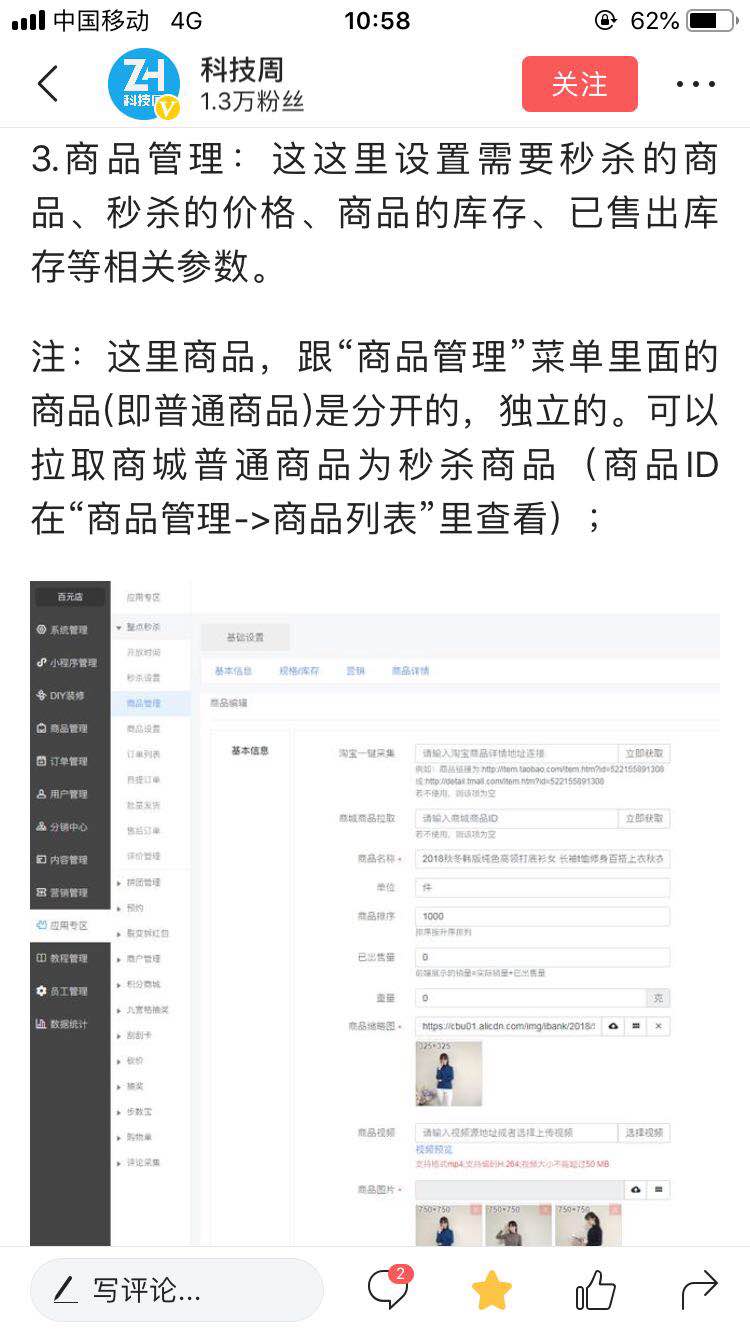 中国移动 4G 10:58 62%
ZH 科技周 V
科技周
1.3万粉丝
关注
3.商品管理：这这里设置需要秒杀的商
品、秒杀的价格、商品的库存、已售出库
存等相关参数。
注：这里商品，跟“商品管理”菜单里面的
商品(即普通商品)是分开的，独立的。可以
拉取商城普通商品为秒杀商品（商品ID
在“商品管理->商品列表”里查看）；
百元店
系统管理
小程序管理
DIY装修
商品管理
订单管理
用户管理
分销中心
内容管理
营销管理
应用专区
教程管理
员工管理
数据统计
应用专区
整点秒杀
开放时间
秒杀设置
商品管理
商品设置
订单列表
自提订单
批量发货
售后订单
评价管理
拼团管理
预约
裂变拆红包
商户管理
积分商城
九宫格抽奖
刮刮卡
砍价
抽奖
步数宝
购物单
评论采集
基础设置
基本信息 规格/库存 营销 商品详情
商品编辑
基本信息
淘宝一键采集 请输入淘宝商品详情地址连接 立即获取
例如：商品链接为:http://item.taobao.com/item.htm?id=522155891308
或:http://detail.tmall.com/item.htm?id=522155891308
若不使用，则该项为空
商城商品拉取 请输入商城商品ID 立即获取
若不使用，则该项为空
商品名称 2018秋冬韩版纯色高领打底衫女 长袖t恤修身百搭上衣秋衣
单位 件
商品排序 1000
排序按升序排列
已出售量 0
前端展示的销量=实际销量+已出售量
重量 0 克
商品缩略图 https://cbu01.alicdn.com/img/ibank/2018/
325*325
商品视频 请输入视频源地址或者选择上传视频 选择视频
视频预览
支持格式mp4;支持编码H.264;视频大小不能超过50 MB
商品图片
750*750 750*750 750*750
写评论...
2